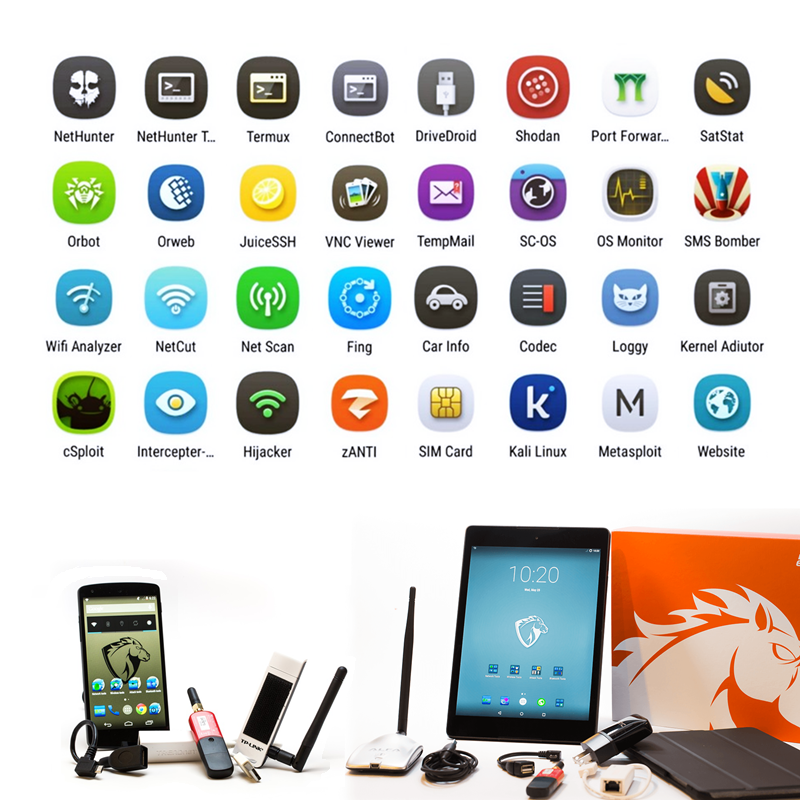 NetHunter
NetHunter T...
Termux
ConnectBot
DriveDroid
Shodan
Port Forwar...
SatStat
Orbot
Orweb
JuiceSSH
VNC Viewer
TempMail
SC-OS
OS Monitor
SMS Bomber
Wifi Analyzer
NetCut
Net Scan
Fing
Car Info
Codec
Loggy
Kernel Adiutor
cSploit
Intercepter-...
Hijacker
zANTI
SIM Card
Kali Linux
Metasploit
Website
10:20
TP-LINK
ALFA